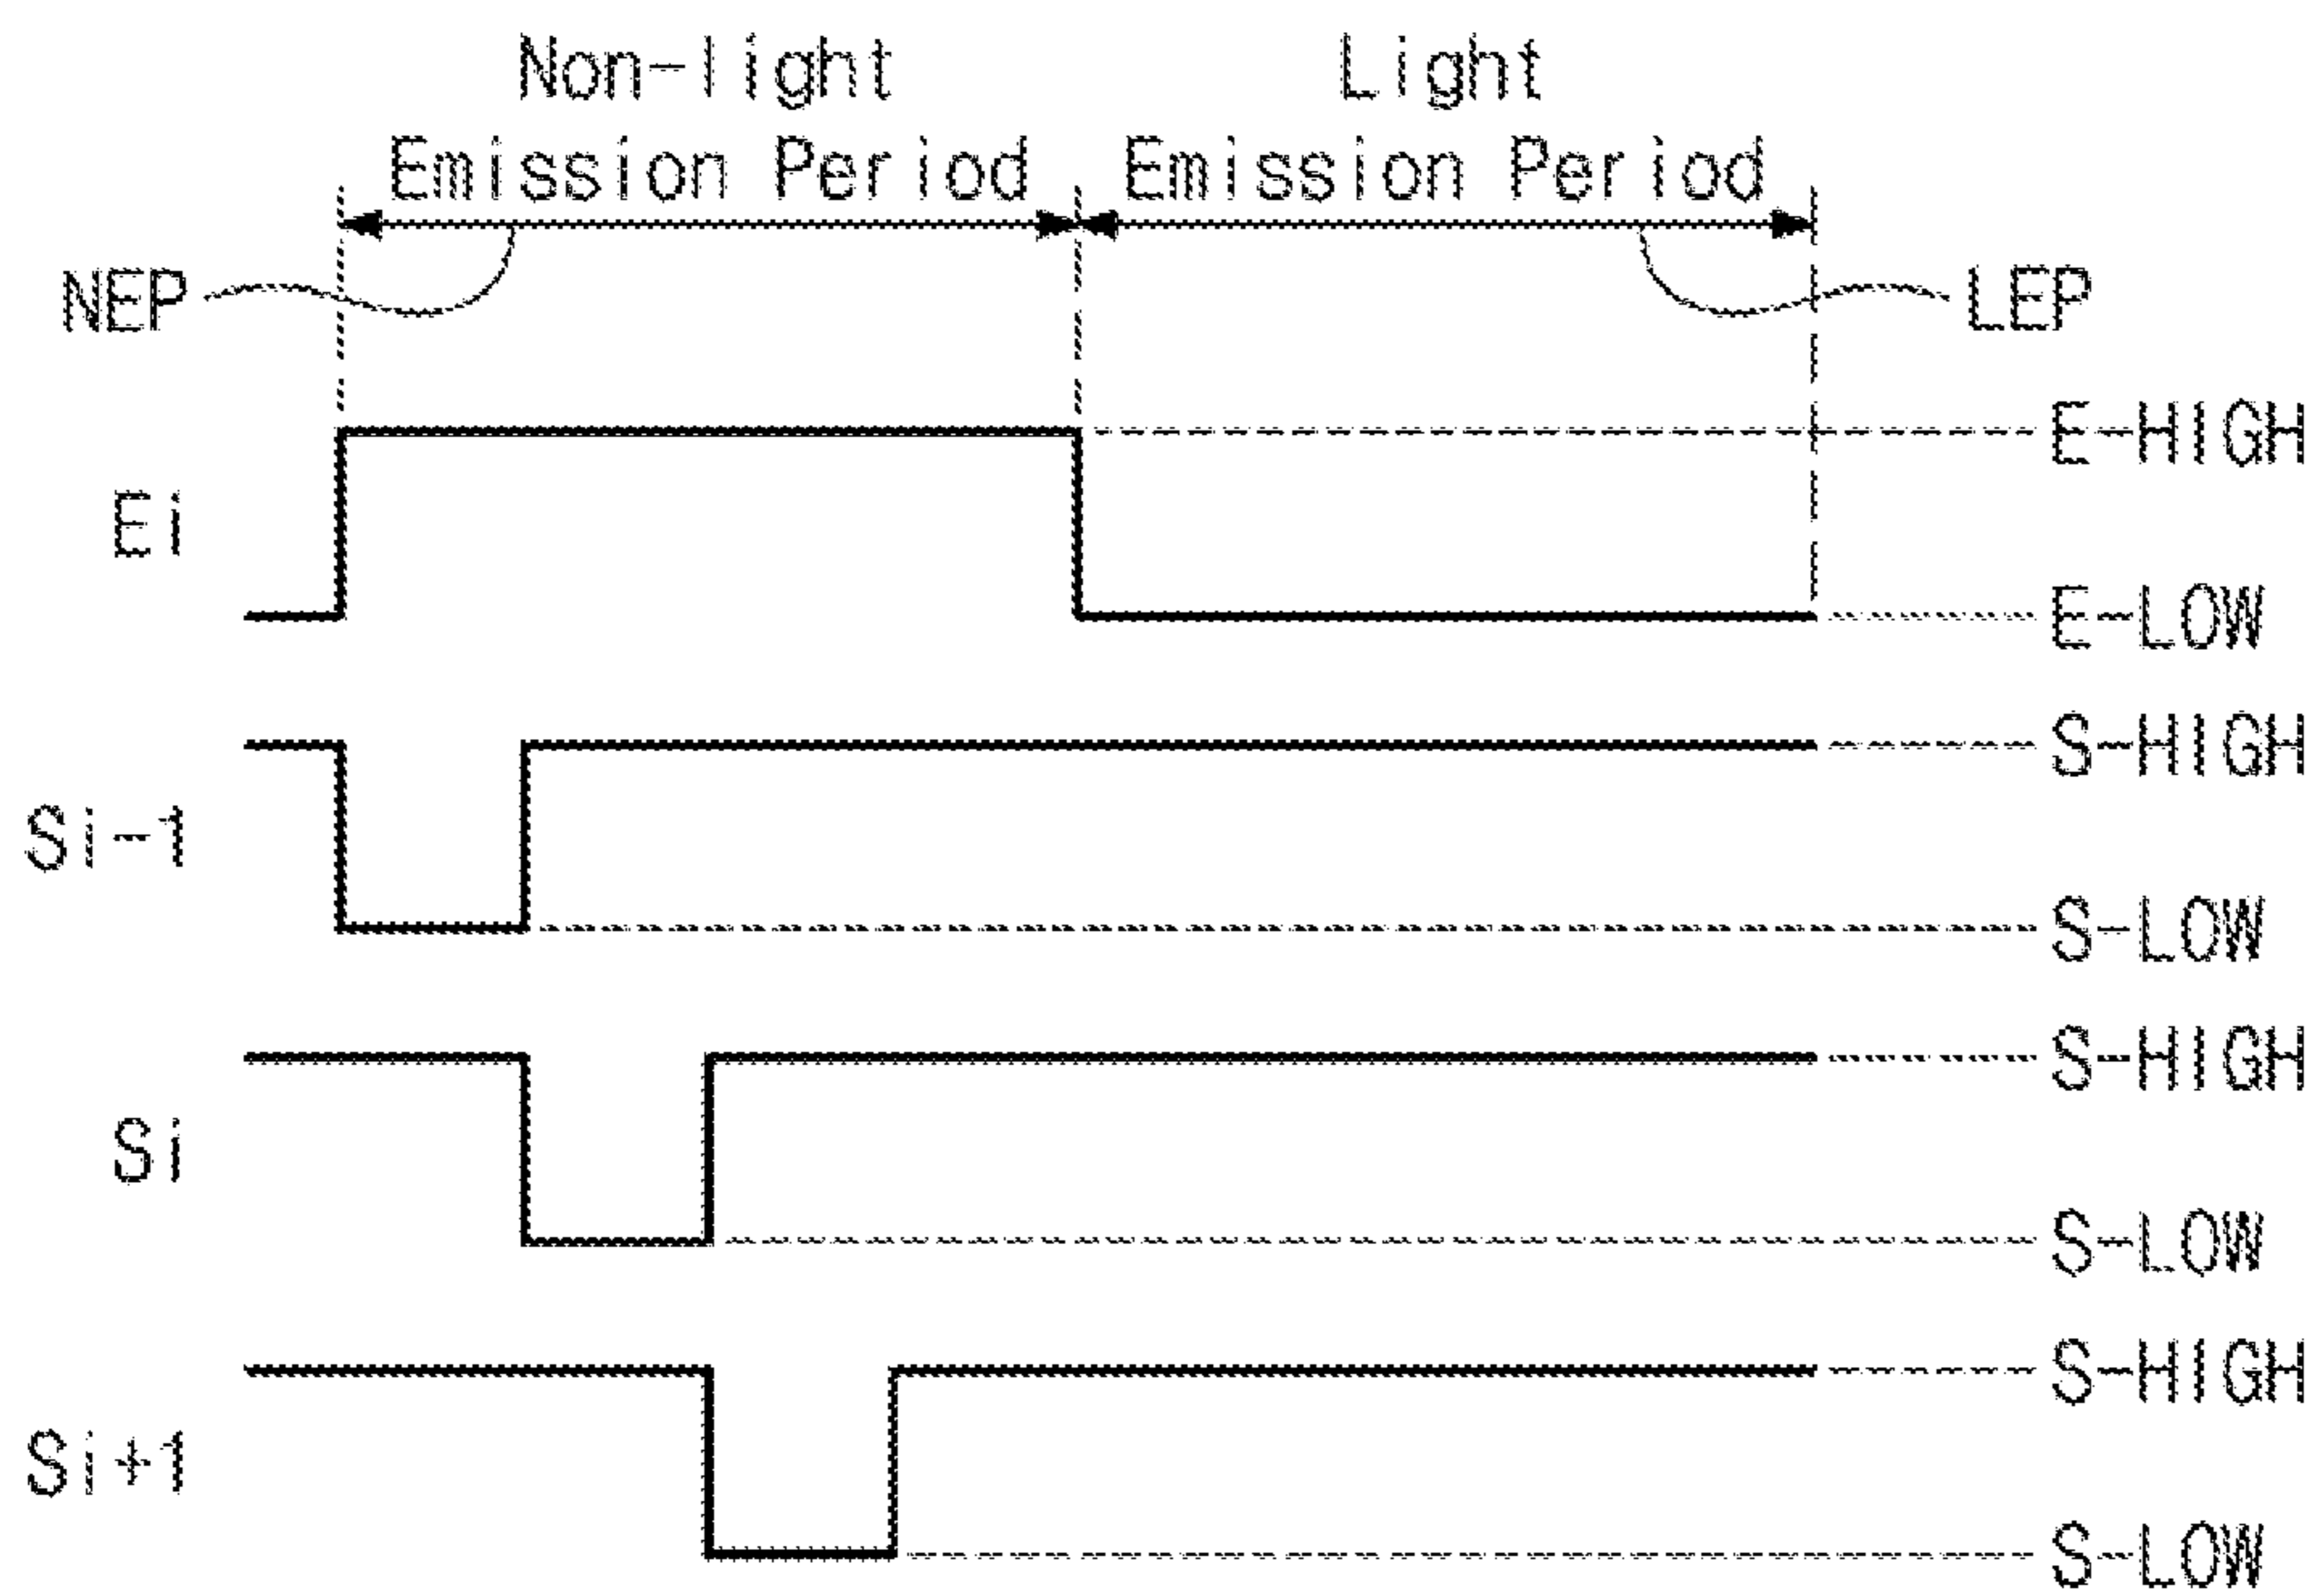 Non-light
Emission Period
Light
Emission Period
NEP
LEP
Ei
E-HIGH
E-LOW
Si-1
S-HIGH
S-LOW
Si
S-HIGH
S-LOW
Si+1
S-HIGH
S-LOW